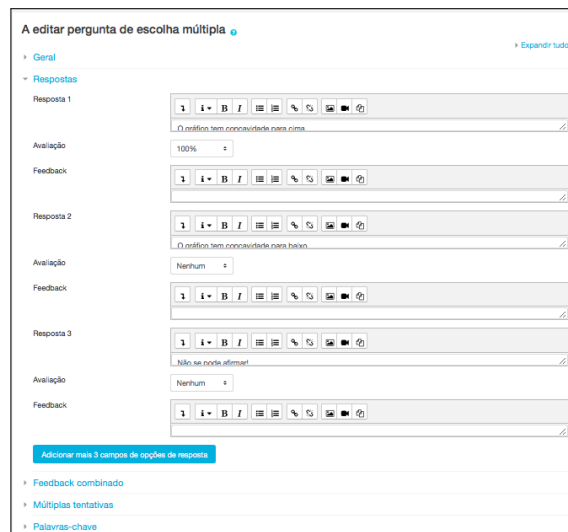 A editar pergunta de escolha múltipla
Expandir tudo
Geral
Respostas
Resposta 1
i B I
O gráfico tem concavidade para cima
Avaliação
100%
Feedback
i B I
Resposta 2
i B I
O gráfico tem concavidade para baixo
Avaliação
Nenhum
Feedback
i B I
Resposta 3
i B I
Não se pode afirmar!
Avaliação
Nenhum
Feedback
i B I
Adicionar mais 3 campos de opções de resposta
Feedback combinado
Múltiplas tentativas
Palavras-chave